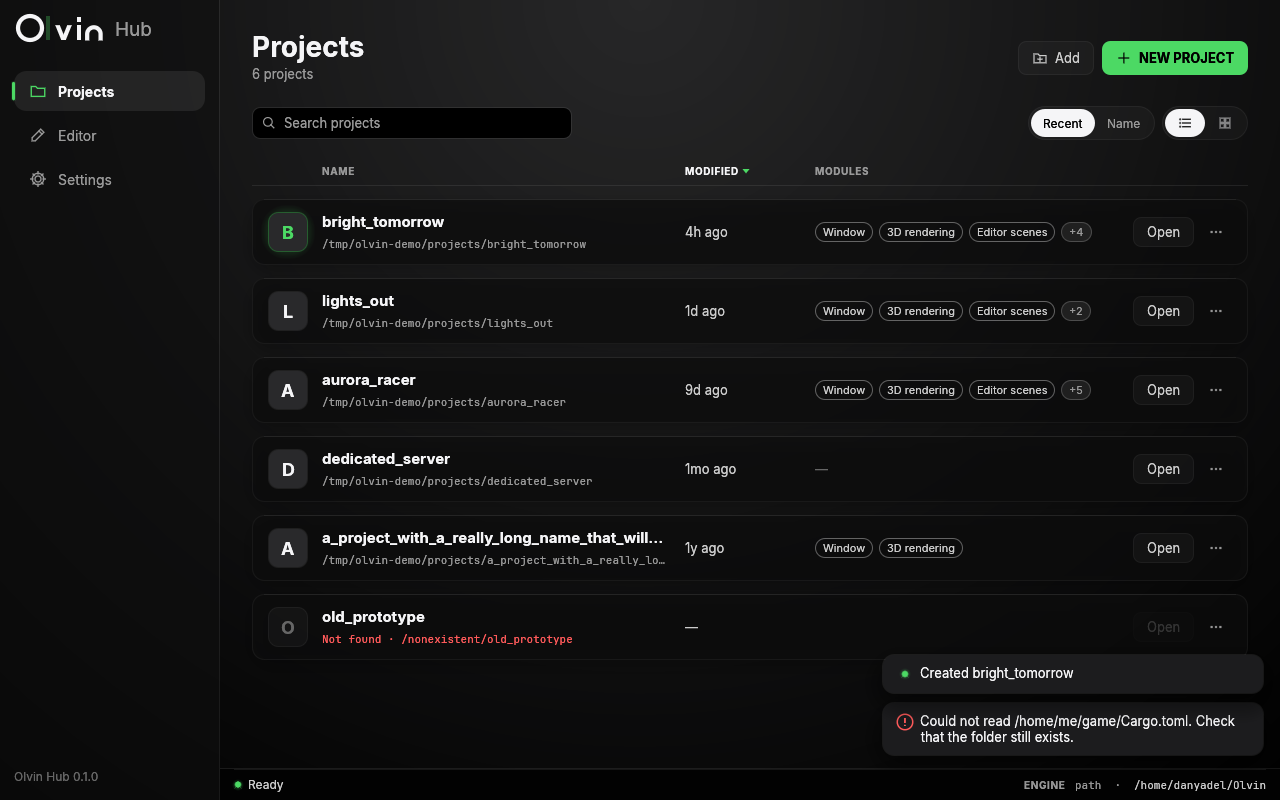 Olvin Hub
Projects
Editor
Settings
Olvin Hub 0.1.0
Projects
6 projects
Add
NEW PROJECT
Search projects
Recent Name
NAME MODIFIED MODULES
B bright_tomorrow
/tmp/olvin-demo/projects/bright_tomorrow
4h ago
Window 3D rendering Editor scenes +4
Open ...
L lights_out
/tmp/olvin-demo/projects/lights_out
1d ago
Window 3D rendering Editor scenes +2
Open ...
A aurora_racer
/tmp/olvin-demo/projects/aurora_racer
9d ago
Window 3D rendering Editor scenes +5
Open ...
D dedicated_server
/tmp/olvin-demo/projects/dedicated_server
1mo ago
—
Open ...
A a_project_with_a_really_long_name_that_will...
/tmp/olvin-demo/projects/a_project_with_a_really_lo…
1y ago
Window 3D rendering
Open ...
O old_prototype
Not found · /nonexistent/old_prototype
—
Open ...
Created bright_tomorrow
Could not read /home/me/game/Cargo.toml. Check
that the folder still exists.
Ready
ENGINE path · /home/danyadel/Olvin